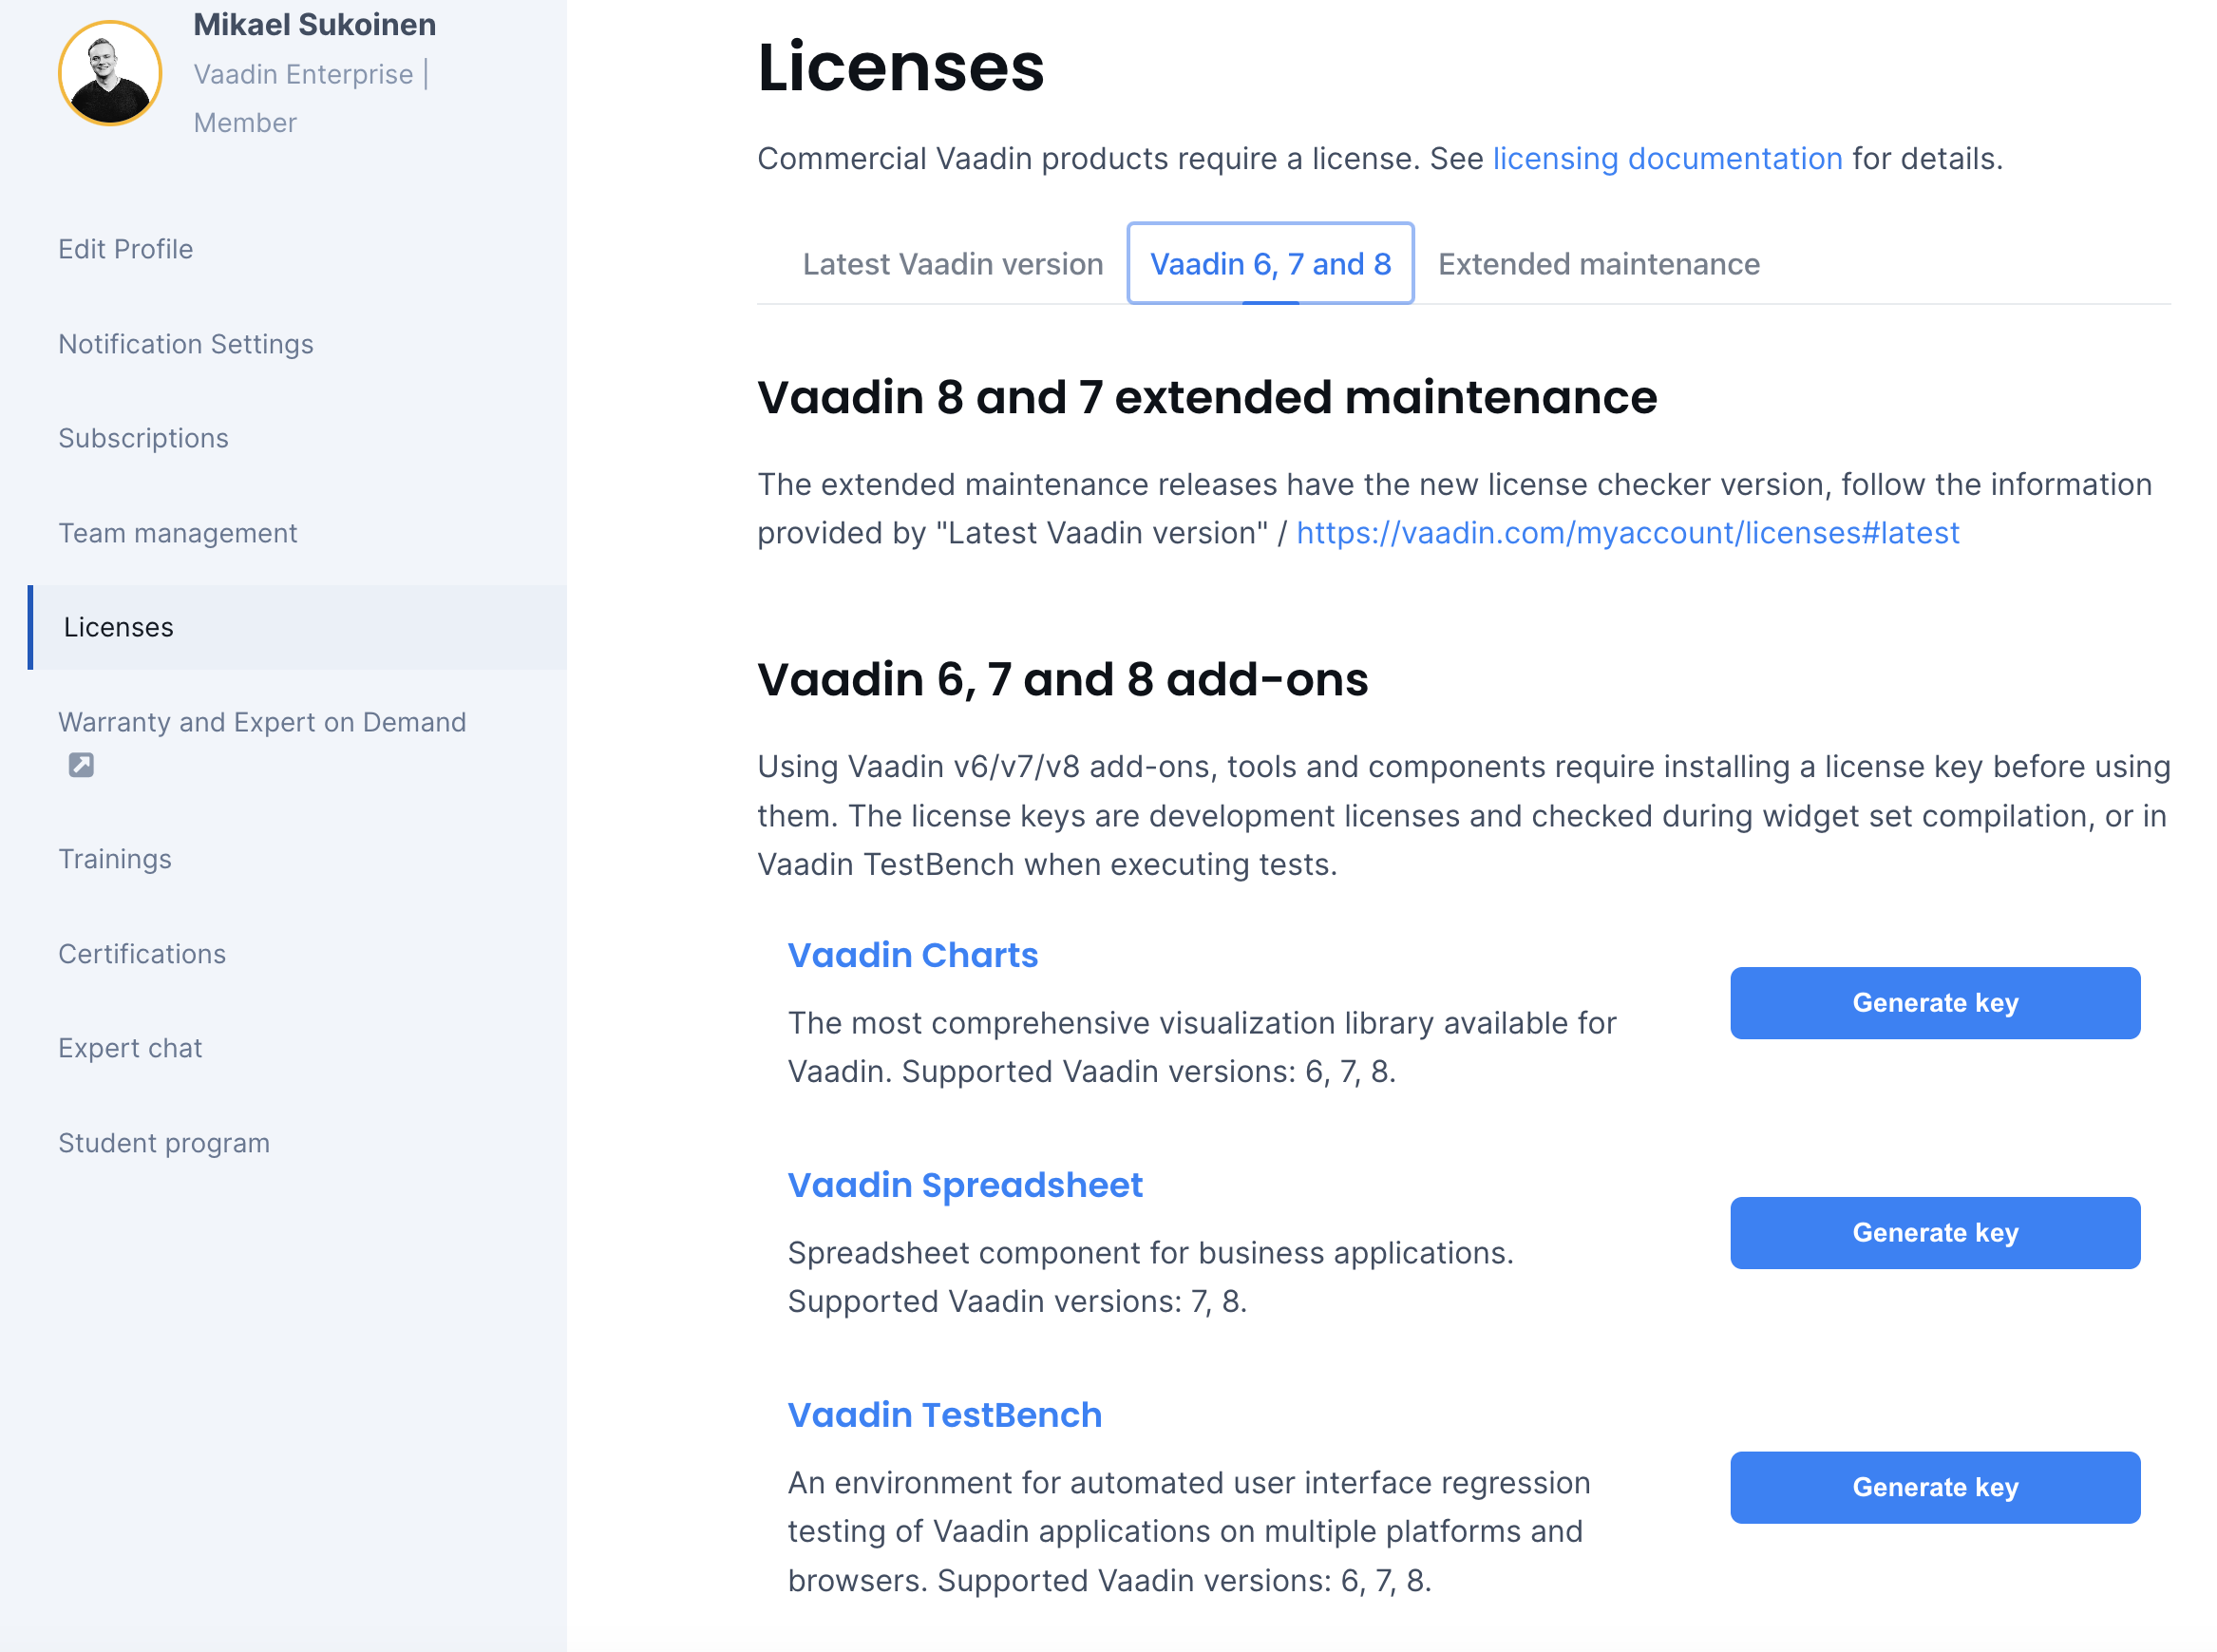 Mikael Sukoinen
Vaadin Enterprise |
Member
Edit Profile
Notification Settings
Subscriptions
Team management
Licenses
Warranty and Expert on Demand
Trainings
Certifications
Expert chat
Student program
Licenses
Commercial Vaadin products require a license. See licensing documentation for details.
Latest Vaadin version
Vaadin 6, 7 and 8
Extended maintenance
Vaadin 8 and 7 extended maintenance
The extended maintenance releases have the new license checker version, follow the information
provided by "Latest Vaadin version" / https://vaadin.com/myaccount/licenses#latest
Vaadin 6, 7 and 8 add-ons
Using Vaadin v6/v7/v8 add-ons, tools and components require installing a license key before using
them. The license keys are development licenses and checked during widget set compilation, or in
Vaadin TestBench when executing tests.
Vaadin Charts
The most comprehensive visualization library available for
Vaadin. Supported Vaadin versions: 6, 7, 8.
Generate key
Vaadin Spreadsheet
Spreadsheet component for business applications.
Supported Vaadin versions: 7, 8.
Generate key
Vaadin TestBench
An environment for automated user interface regression
testing of Vaadin applications on multiple platforms and
browsers. Supported Vaadin versions: 6, 7, 8.
Generate key